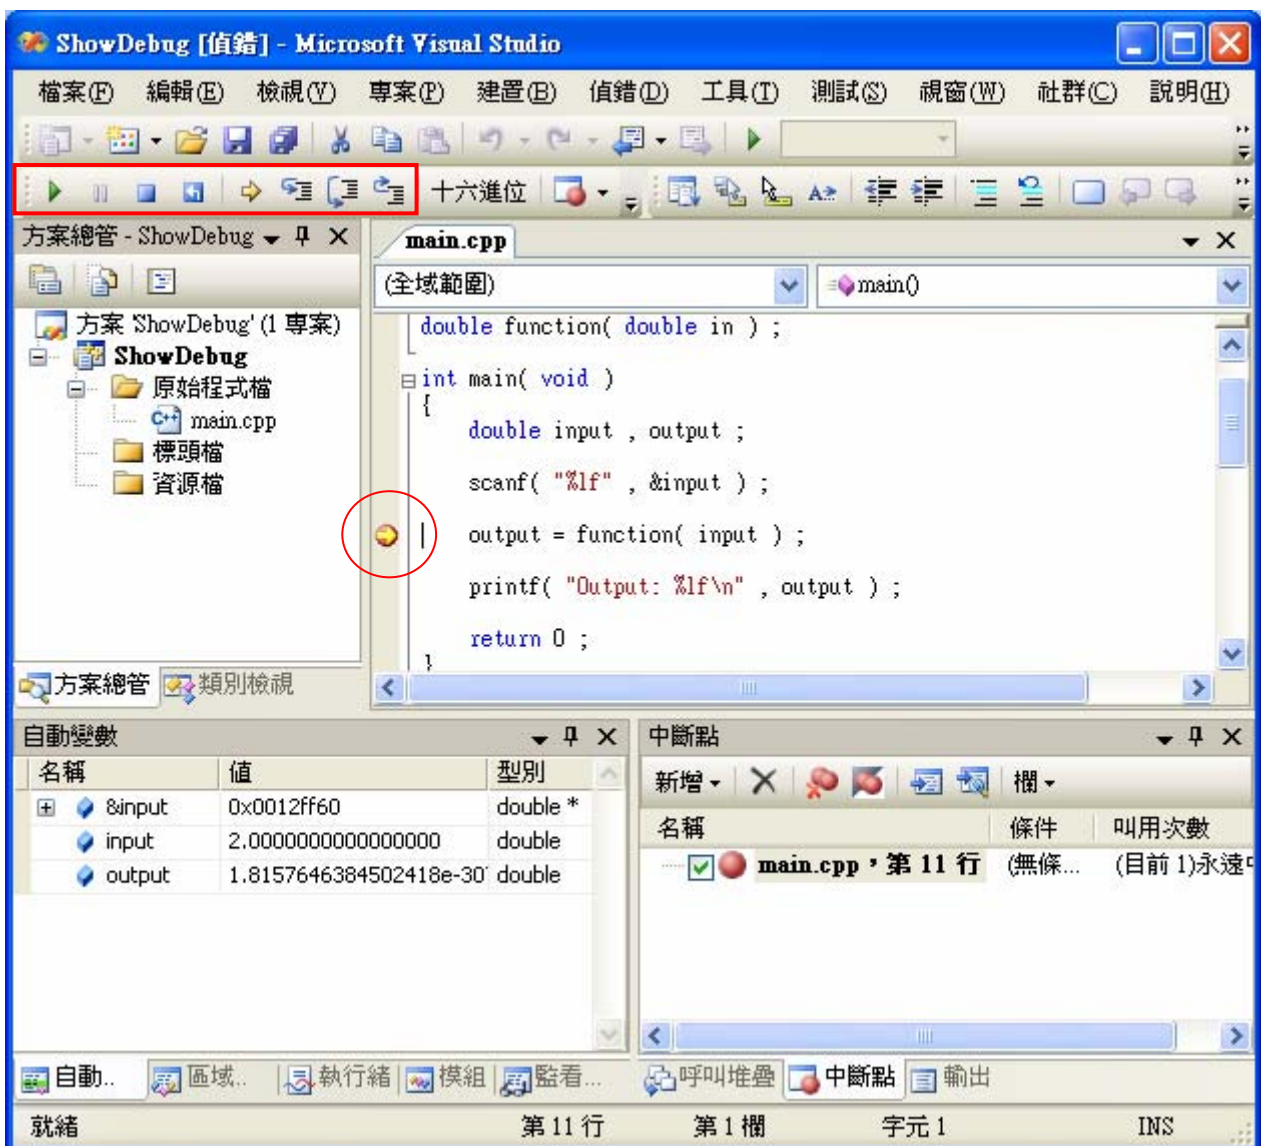 ShowDebug [偵錯] - Microsoft Visual Studio
檔案(F) 編輯(E) 檢視(V) 專案(P) 建置(B) 偵錯(D) 工具(T) 測試(S) 視窗(W) 社群(C) 說明(H)
十六進位
方案總管 - ShowDebug
main.cpp
(全域範圍) main()
方案 'ShowDebug' (1 專案)
ShowDebug
原始程式檔
main.cpp
標頭檔
資源檔
double function( double in ) ;
int main( void )
{
double input , output ;
scanf( "%lf" , &input ) ;
output = function( input ) ;
printf( "Output: %lf\n" , output ) ;
return 0 ;
}
方案總管 類別檢視
自動變數
名稱 值 型別
&input 0x0012ff60 double *
input 2.0000000000000000 double
output 1.8157646384502418e-30 double
中斷點
新增 欄
名稱 條件 叫用次數
main.cpp，第 11 行 (無條... (目前 1)永遠
自動.. 區域.. 執行緒 模組 監看...
呼叫堆疊 中斷點 輸出
就緒 第 11 行 第 1 欄 字元 1 INS